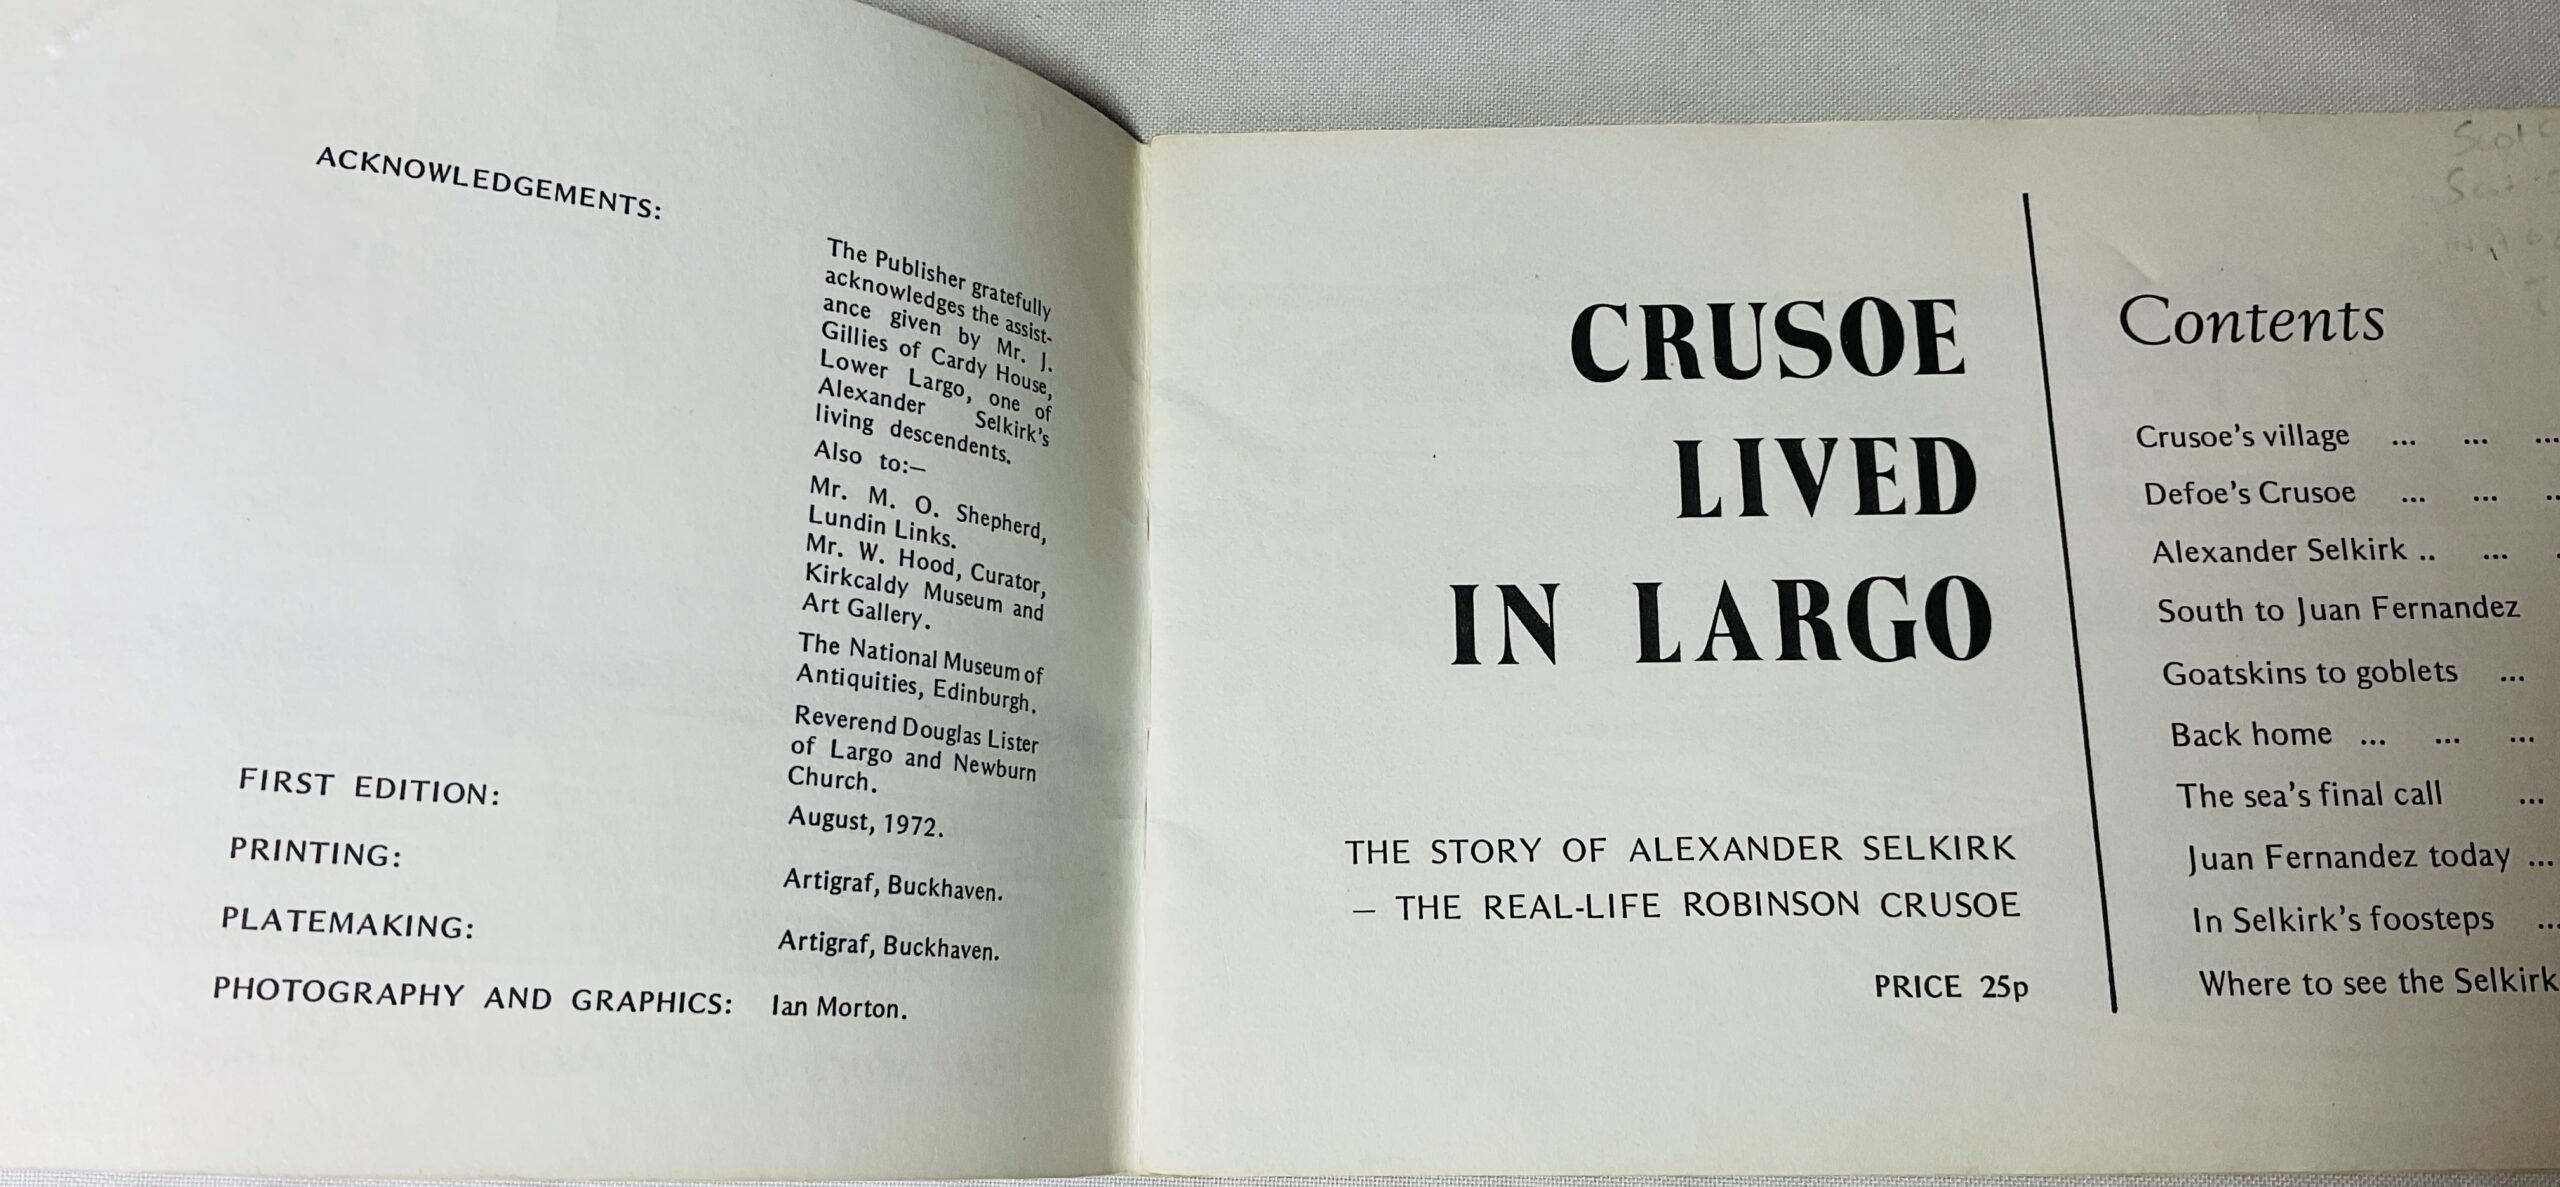 ACKNOWLEDGEMENTS:
The Publisher gratefully
acknowledges the assist-
ance given by Mr. J.
Gillies of Cardy House,
Lower Largo, one of
Alexander Selkirk's
living descendents.
Also to:—
Mr. M. O. Shepherd,
Lundin Links.
Mr. W. Hood, Curator,
Kirkcaldy Museum and
Art Gallery.
The National Museum of
Antiquities, Edinburgh.
Reverend Douglas Lister
of Largo and Newburn
Church.
FIRST EDITION: August, 1972.
PRINTING: Artigraf, Buckhaven.
PLATEMAKING: Artigraf, Buckhaven.
PHOTOGRAPHY AND GRAPHICS: Ian Morton.
CRUSOE
LIVED
IN LARGO
THE STORY OF ALEXANDER SELKIRK
— THE REAL-LIFE ROBINSON CRUSOE
PRICE 25p
Contents
Crusoe's village ... ... ...
Defoe's Crusoe ... ... ..
Alexander Selkirk .. ... .
South to Juan Fernandez
Goatskins to goblets ...
Back home ... ... ...
The sea's final call ...
Juan Fernandez today ...
In Selkirk's foosteps ...
Where to see the Selkirk